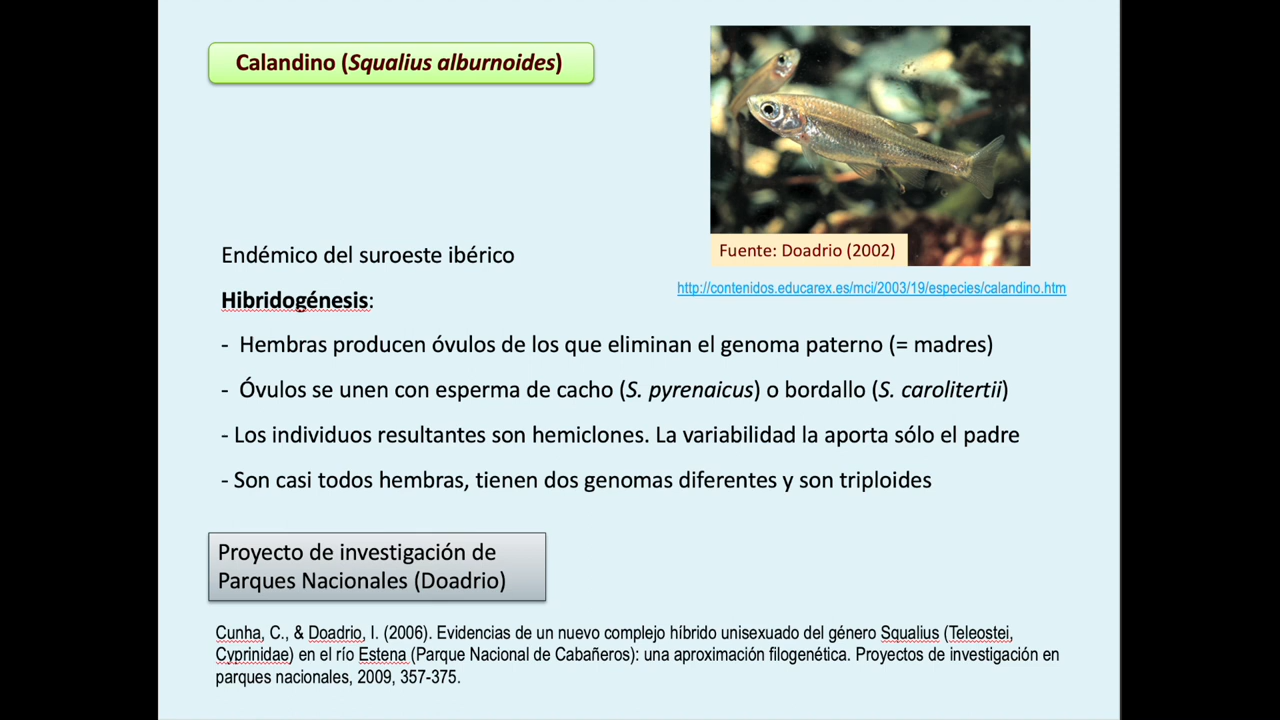 Calandino (Squalius alburnoides)
Fuente: Doadrio (2002)
http://contenidos.educarex.es/mci/2003/19/especies/calandino.htm
Endémico del suroeste ibérico
Hibridogénesis:
- Hembras producen óvulos de los que eliminan el genoma paterno (= madres)
- Óvulos se unen con esperma de cacho (S. pyrenaicus) o bordallo (S. carolitertii)
- Los individuos resultantes son hemiclones. La variabilidad la aporta sólo el padre
- Son casi todos hembras, tienen dos genomas diferentes y son triploides
Proyecto de investigación de
Parques Nacionales (Doadrio)
Cunha, C., & Doadrio, I. (2006). Evidencias de un nuevo complejo híbrido unisexuado del género Squalius (Teleostei,
Cyprinidae) en el río Estena (Parque Nacional de Cabañeros): una aproximación filogenética. Proyectos de investigación en
parques nacionales, 2009, 357-375.